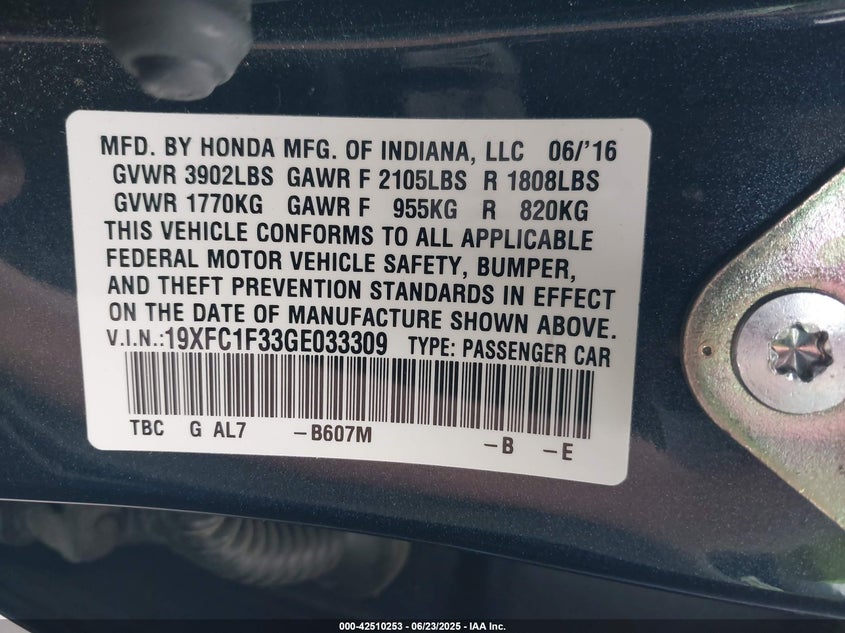 MFD. BY HONDA MFG. OF INDIANA, LLC 06/'16
GVWR 3902LBS GAWR F 2105LBS R 1808LBS
GVWR 1770KG GAWR F 955KG R 820KG
THIS VEHICLE CONFORMS TO ALL APPLICABLE
FEDERAL MOTOR VEHICLE SAFETY, BUMPER,
AND THEFT PREVENTION STANDARDS IN EFFECT
ON THE DATE OF MANUFACTURE SHOWN ABOVE.
V.I.N.:19XFC1F33GE033309 TYPE: PASSENGER CAR
TBC G AL7 -B607M -B -E
000-42510253 - 06/23/2025 - IAA Inc.